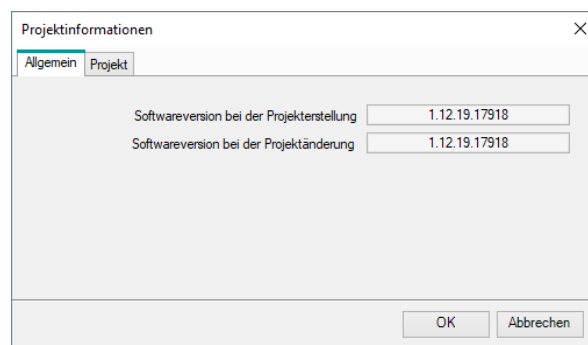 Projektinformationen
Allgemein Projekt
Softwareversion bei der Projekterstellung 1.12.19.17918
Softwareversion bei der Projektänderung 1.12.19.17918
OK Abbrechen